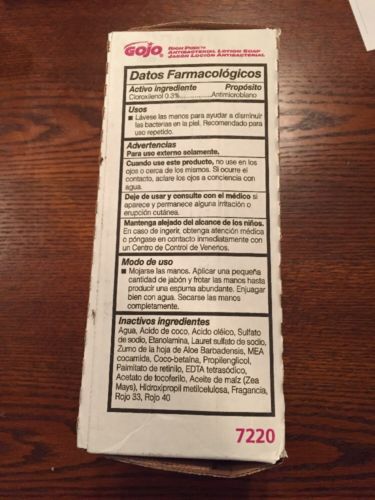 GOJO® RICH PINK™
ANTIBACTERIAL LOTION SOAP
JABÓN LOCIÓN ANTIBACTERIAL
Datos Farmacológicos
Activo ingrediente Propósito
Cloroxilenol 0.3%................Antimicrobiano
Usos
■ Lávese las manos para ayudar a disminuir
las bacterias en la piel. Recomendado para
uso repetido.
Advertencias
Para uso externo solamente.
Cuando use este producto, no use en los
ojos o cerca de los mismos. Si ocurre el
contacto, aclare los ojos a conciencia con
agua.
Deje de usar y consulte con el médico si
aparece y permanece alguna irritación o
erupción cutánea.
Mantenga alejado del alcance de los niños.
En caso de ingerir, obtenga atención médica
o póngase en contacto inmediatamente con
un Centro de Control de Venenos.
Modo de uso
■ Mojarse las manos. Aplicar una pequeña
cantidad de jabón y frotar las manos hasta
producir una espuma abundante. Enjuagar
bien con agua. Secarse las manos
completamente.
Inactivos ingredientes
Agua, Acido de coco, Acido oléico, Sulfato
de sodio, Etanolamina, Lauret sulfato de sodio,
Zumo de la hoja de Aloe Barbadensis, MEA
cocamida, Coco-betaína, Propilenglicol,
Palmitato de retinilo, EDTA tetrasódico,
Acetato de tocoferilo, Aceite de maíz (Zea
Mays), Hidroxipropil metilcelulosa, Fragancia,
Rojo 33, Rojo 40
7220